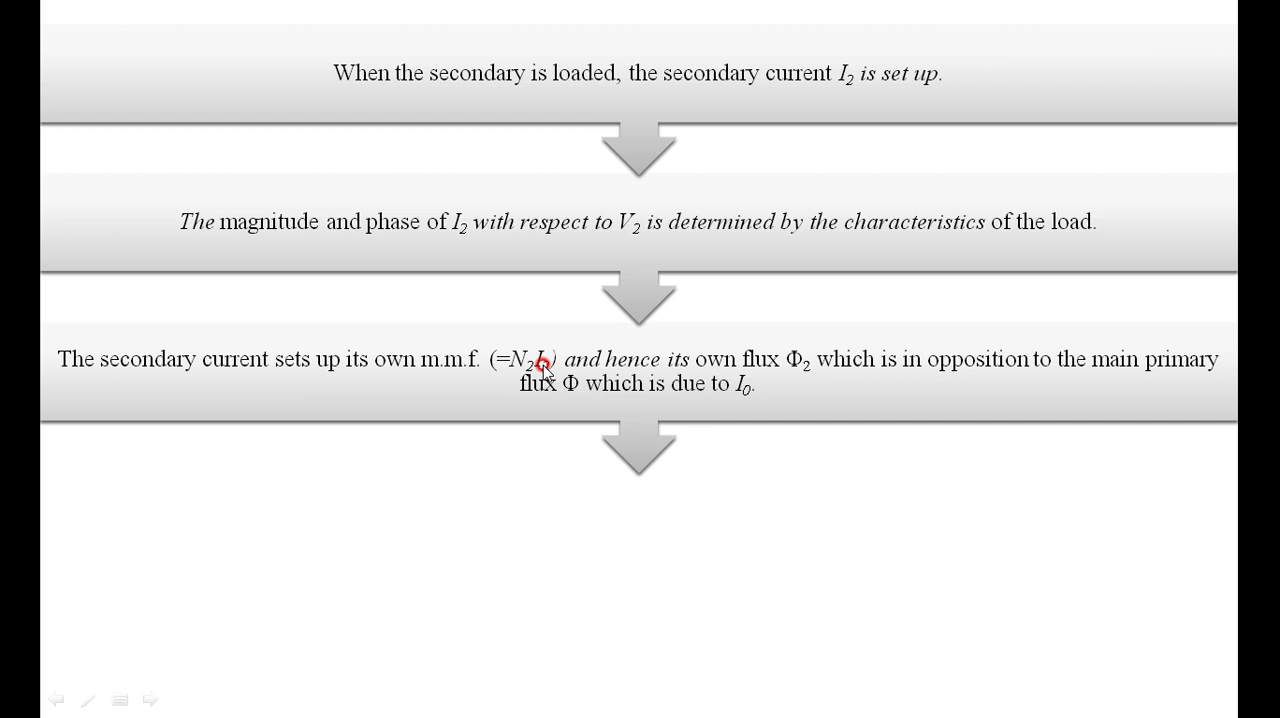 When the secondary is loaded, the secondary current I₂ is set up.
The magnitude and phase of I₂ with respect to V₂ is determined by the characteristics of the load.
The secondary current sets up its own m.m.f. (=N₂I₂) and hence its own flux Φ₂ which is in opposition to the main primary
flux Φ which is due to I₀.